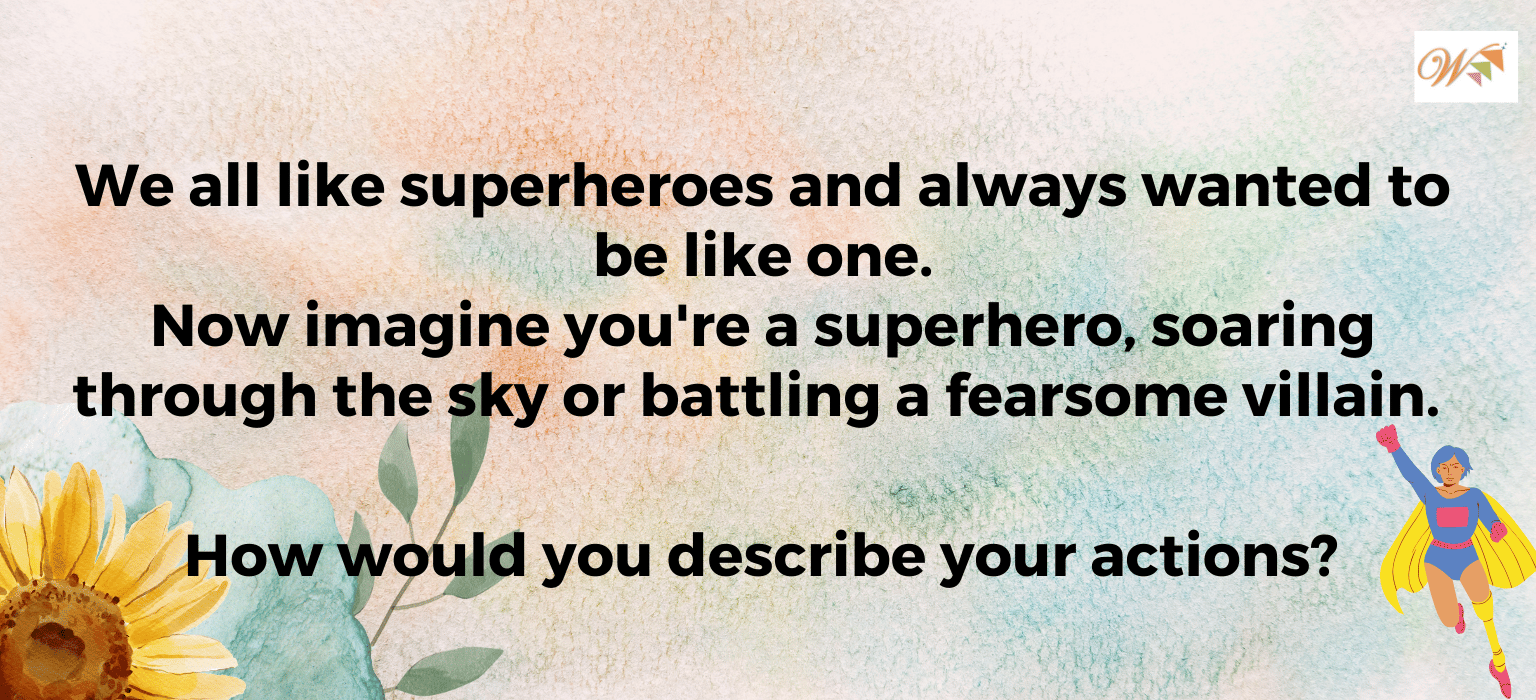 W
We all like superheroes and always wanted to
be like one.
Now imagine you're a superhero, soaring
through the sky or battling a fearsome villain.
How would you describe your actions?